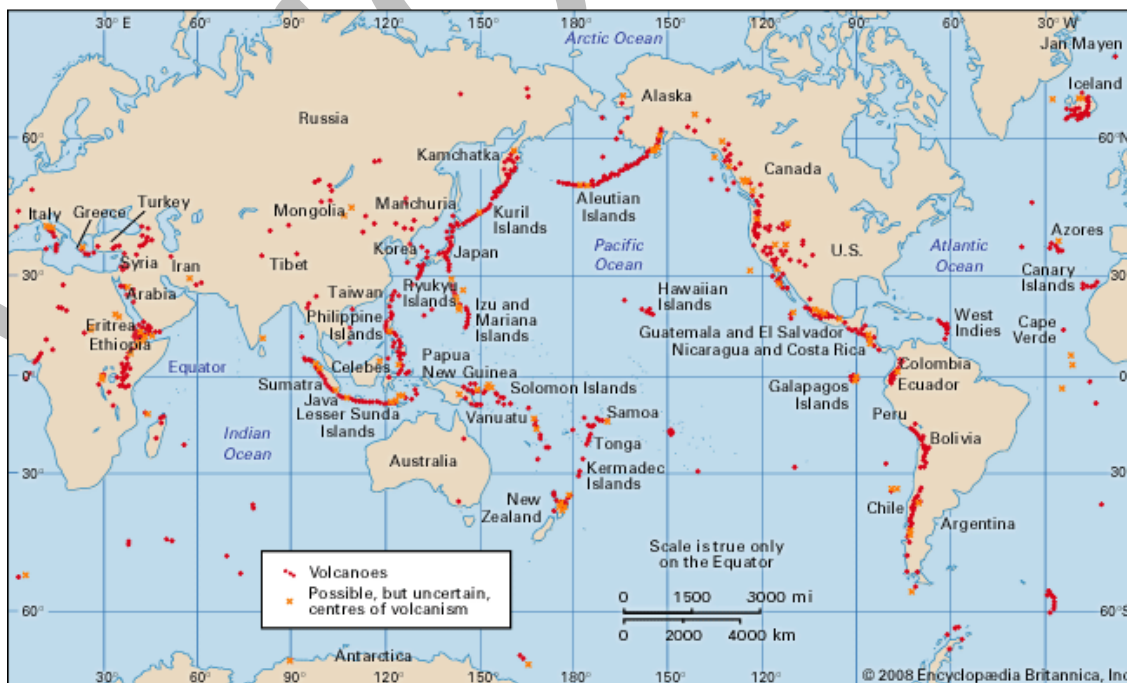 30° E
60°
90°
120°
150°
180°
150°
120°
90°
60°
30° W
Arctic Ocean
Jan Mayen
Iceland
Alaska
Russia
60°
60°N
Kamchatka
Canada
Manchuria
Mongolia
Kuril
Islands
Aleutian
Islands
Turkey
Greece
Italy
Azores
Pacific
Ocean
Atlantic
Ocean
U.S.
Korea
Japan
Syria
Iran
Tibet
30°
30°
Canary
Islands
Ryukyu
Islands
Hawaiian
Islands
Taiwan
Arabia
Izu and
Mariana
Islands
Philippine
Islands
West
Indies
Cape
Verde
Eritrea
Ethiopia
Guatemala and El Salvador
Nicaragua and Costa Rica
Equator
Celebes
Papua
New Guinea
Colombia
Ecuador
0°
0°
Sumatra
Solomon Islands
Galapagos
Islands
Java
Lesser Sunda
Islands
Vanuatu
Samoa
Peru
Bolivia
Indian
Ocean
Tonga
Australia
Kermadec
Islands
30°
30°
New
Zealand
Chile
Argentina
Scale is true only
on the Equator
Volcanoes
Possible, but uncertain,
centres of volcanism
0 1500 3000 mi
0 2000 4000 km
60°
60°S
Antarctica
30°
60°
90°
120°
150°
180°
150°
120°
90°
60°
30°
© 2008 Encyclopædia Britannica, Inc